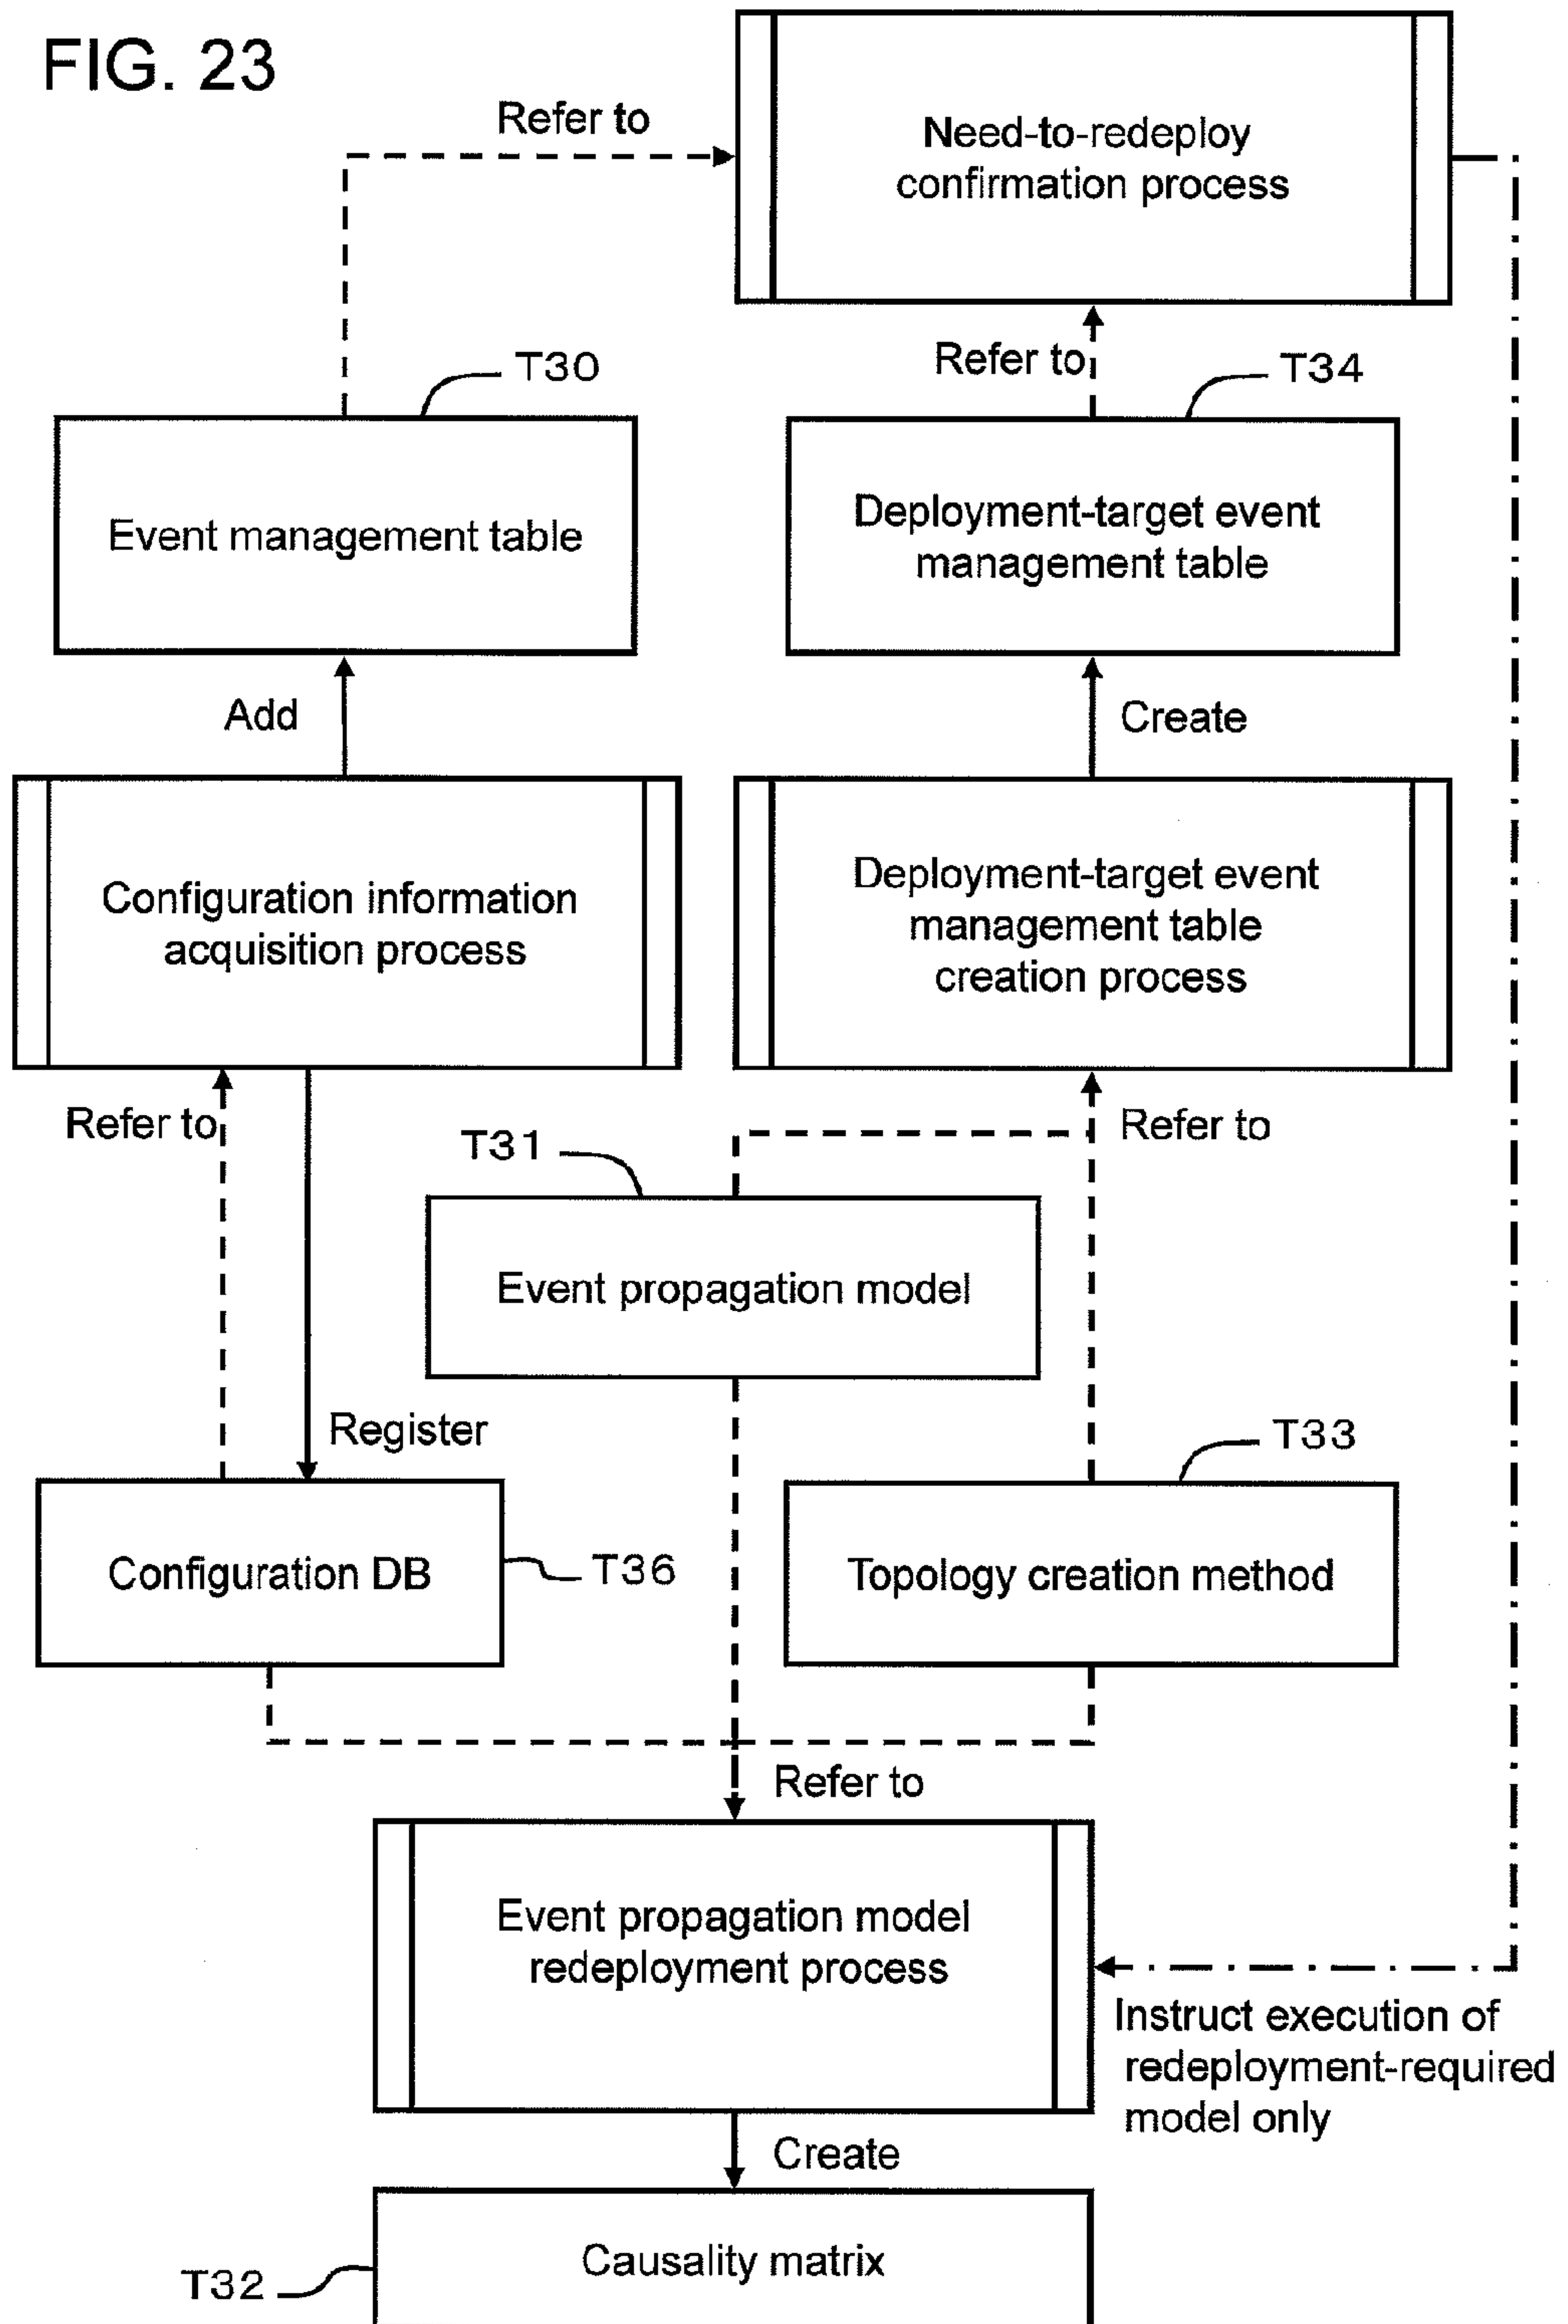 FIG. 23
Refer to
Need-to-redeploy
confirmation process
T30
Refer to
T34
Event management table
Deployment-target event
management table
Add
Create
Configuration information
acquisition process
Deployment-target event
management table
creation process
Refer to
T31
Refer to
Event propagation model
Register
T33
Configuration DB
T36
Topology creation method
Refer to
Event propagation model
redeployment process
Instruct execution of
redeployment-required
model only
Create
Causality matrix
T32